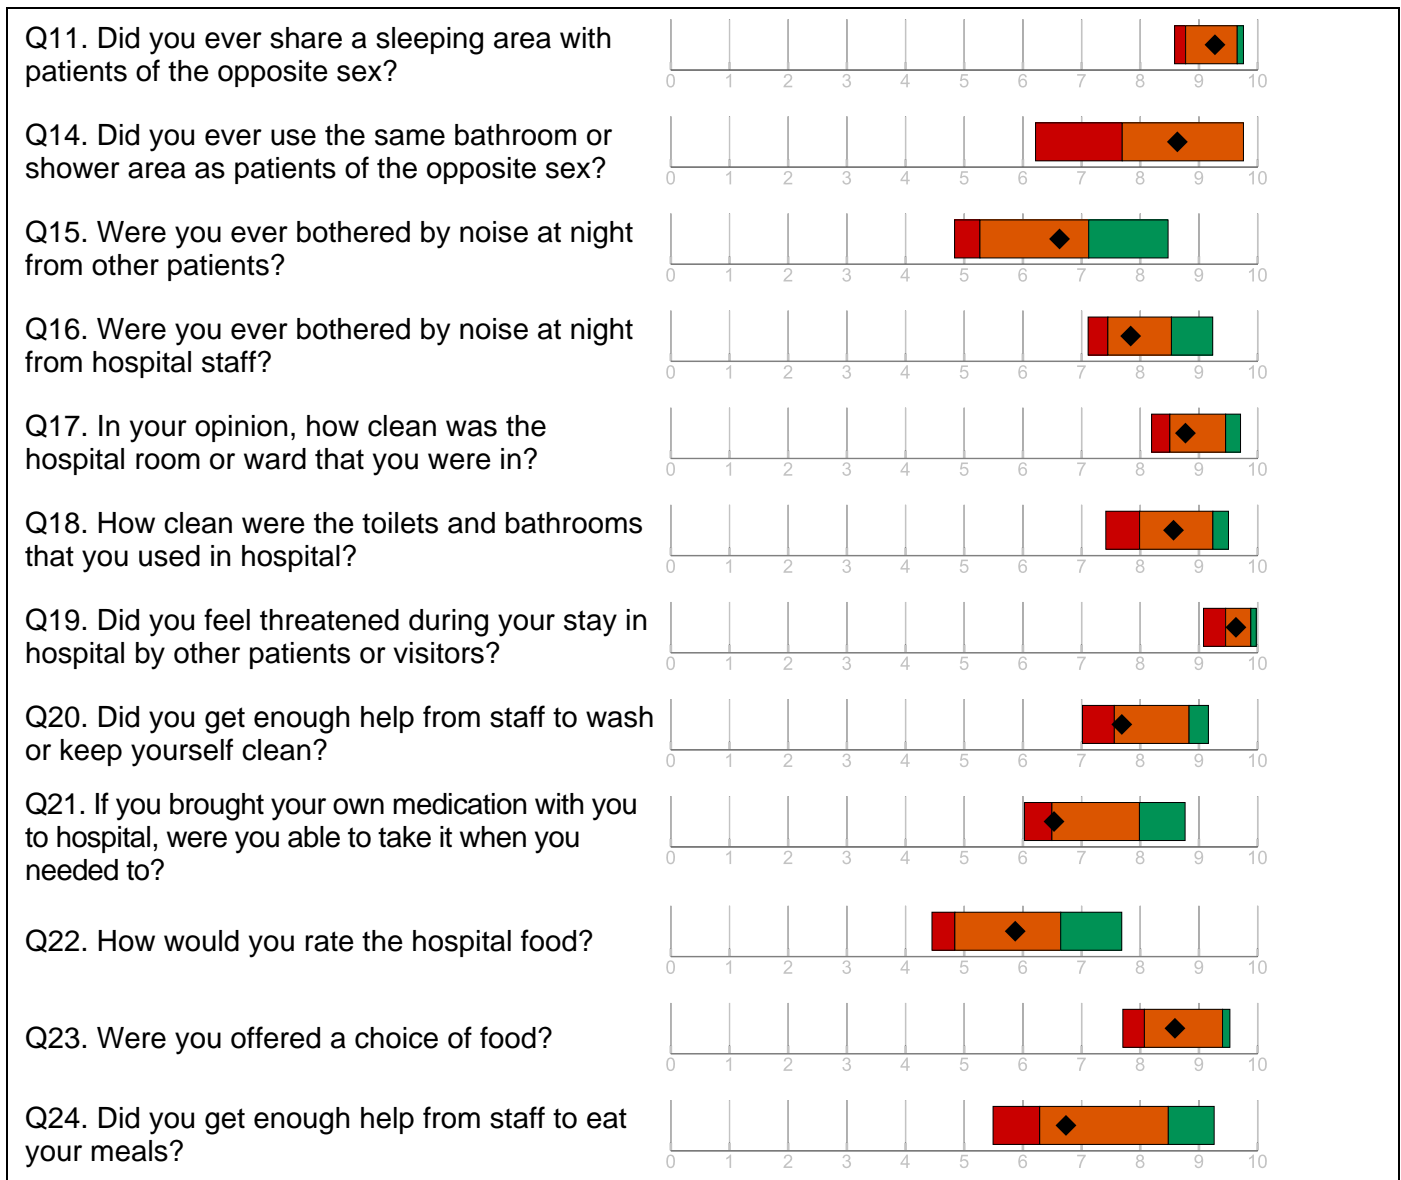 Q11. Did you ever share a sleeping area with
patients of the opposite sex?
0 1 2 3 4 5 6 7 8 9 10
Q14. Did you ever use the same bathroom or
shower area as patients of the opposite sex?
0 1 2 3 4 5 6 7 8 9 10
Q15. Were you ever bothered by noise at night
from other patients?
0 1 2 3 4 5 6 7 8 9 10
Q16. Were you ever bothered by noise at night
from hospital staff?
0 1 2 3 4 5 6 7 8 9 10
Q17. In your opinion, how clean was the
hospital room or ward that you were in?
0 1 2 3 4 5 6 7 8 9 10
Q18. How clean were the toilets and bathrooms
that you used in hospital?
0 1 2 3 4 5 6 7 8 9 10
Q19. Did you feel threatened during your stay in
hospital by other patients or visitors?
0 1 2 3 4 5 6 7 8 9 10
Q20. Did you get enough help from staff to wash
or keep yourself clean?
0 1 2 3 4 5 6 7 8 9 10
Q21. If you brought your own medication with you
to hospital, were you able to take it when you
needed to?
0 1 2 3 4 5 6 7 8 9 10
Q22. How would you rate the hospital food?
0 1 2 3 4 5 6 7 8 9 10
Q23. Were you offered a choice of food?
0 1 2 3 4 5 6 7 8 9 10
Q24. Did you get enough help from staff to eat
your meals?
0 1 2 3 4 5 6 7 8 9 10